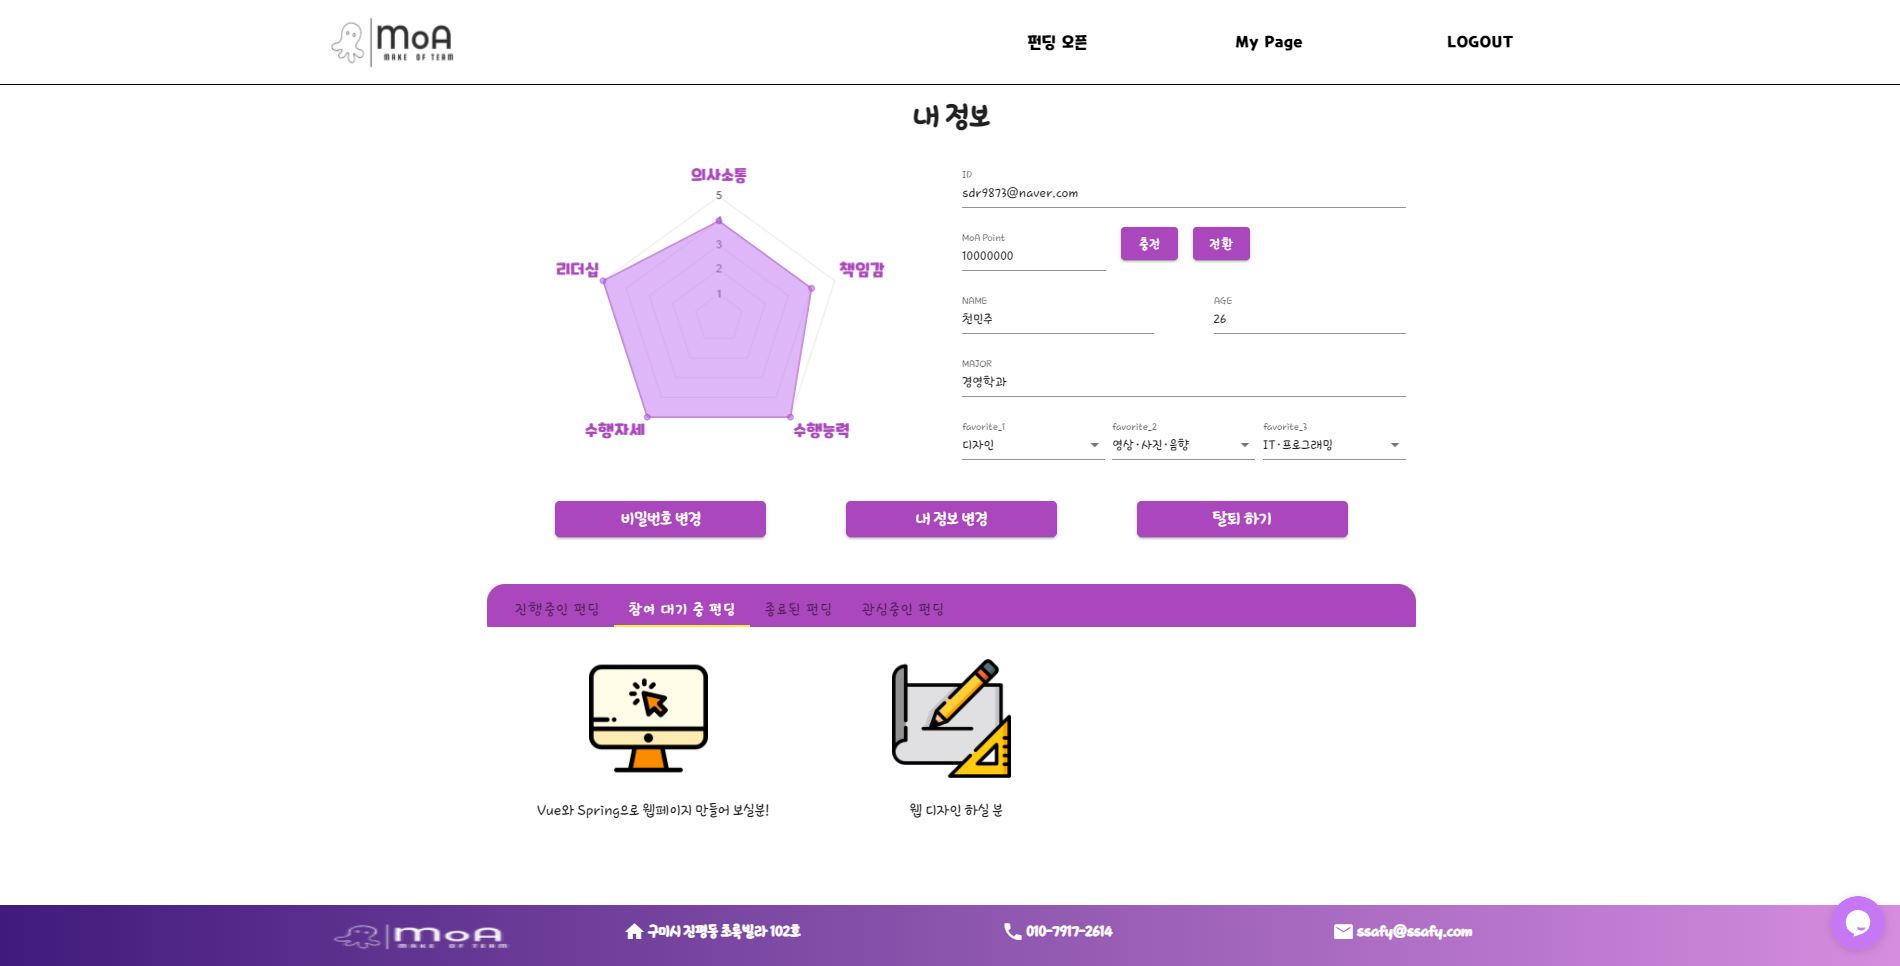 MoA
MAKE OF TEAM
펀딩 오픈
My Page
LOGOUT
내 정보
의사소통
5
4
3
2
1
리더십
책임감
수행자세
수행능력
ID
sdr9873@naver.com
MoA Point
10000000
충전
전환
NAME
천민주
AGE
26
MAJOR
경영학과
favorite_1
디자인
favorite_2
영상·사진·음향
favorite_3
IT·프로그래밍
비밀번호 변경
내 정보 변경
탈퇴 하기
진행중인 펀딩
참여 대기 중 펀딩
종료된 펀딩
관심중인 펀딩
Vue와 Spring으로 웹페이지 만들어 보실분!
웹 디자인 하실 분
MoA
MAKE OF TEAM
구미시 진평동 초록빌라 102호
010-7917-2614
ssafy@ssafy.com